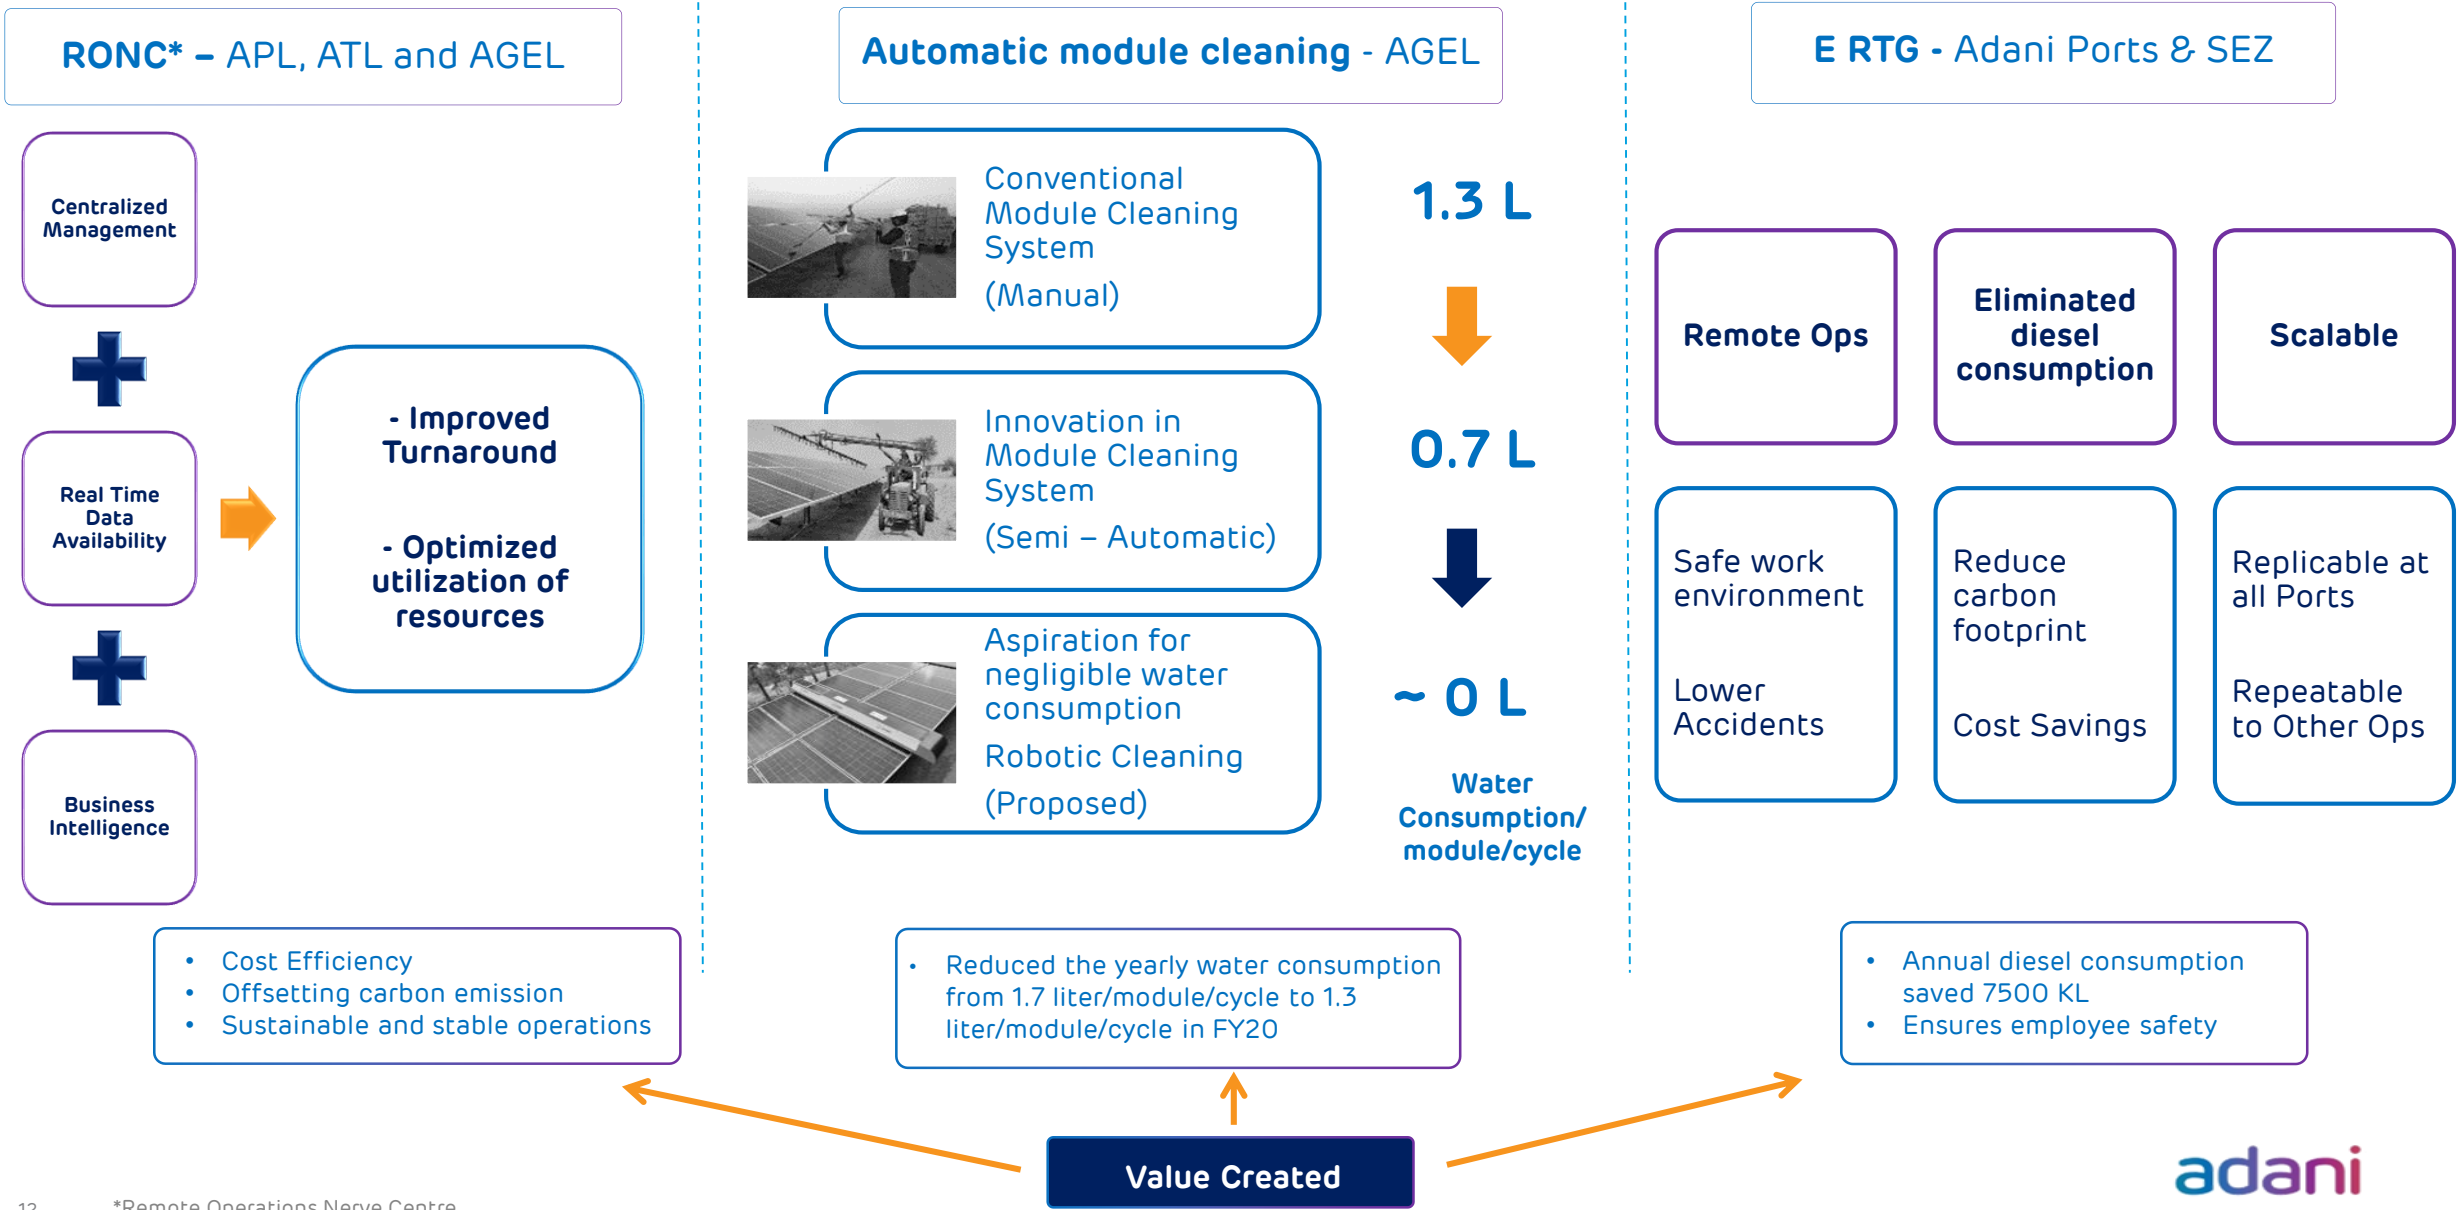 RONC* – APL, ATL and AGEL
Centralized
Management
Real Time
Data
Availability
Business
Intelligence
- Improved
Turnaround
- Optimized
utilization of
resources
• Cost Efficiency
• Offsetting carbon emission
• Sustainable and stable operations
Automatic module cleaning - AGEL
Conventional
Module Cleaning
System
(Manual)
1.3 L
Innovation in
Module Cleaning
System
(Semi – Automatic)
0.7 L
Aspiration for
negligible water
consumption
Robotic Cleaning
(Proposed)
~ 0 L
Water
Consumption/
module/cycle
• Reduced the yearly water consumption
from 1.7 liter/module/cycle to 1.3
liter/module/cycle in FY20
E RTG - Adani Ports & SEZ
Remote Ops
Eliminated
diesel
consumption
Scalable
Safe work
environment
Lower
Accidents
Reduce
carbon
footprint
Cost Savings
Replicable at
all Ports
Repeatable
to Other Ops
• Annual diesel consumption
saved 7500 KL
• Ensures employee safety
Value Created
adani
12
*Remote Operations Nerve Centre